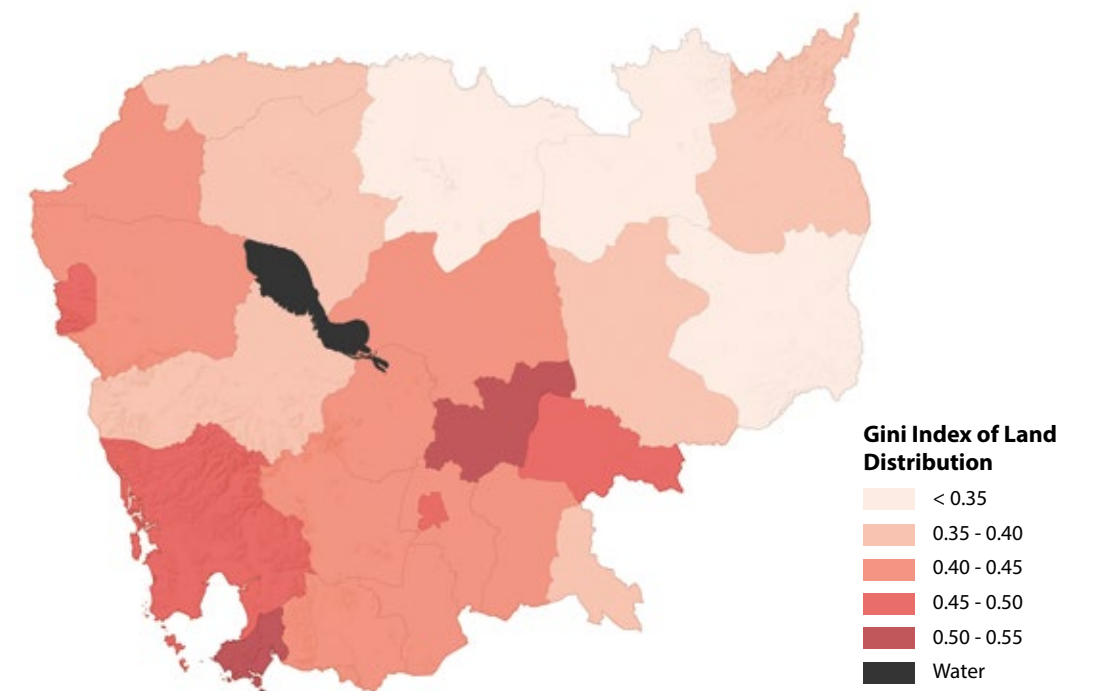 Gini Index of Land
Distribution
< 0.35
0.35 - 0.40
0.40 - 0.45
0.45 - 0.50
0.50 - 0.55
Water